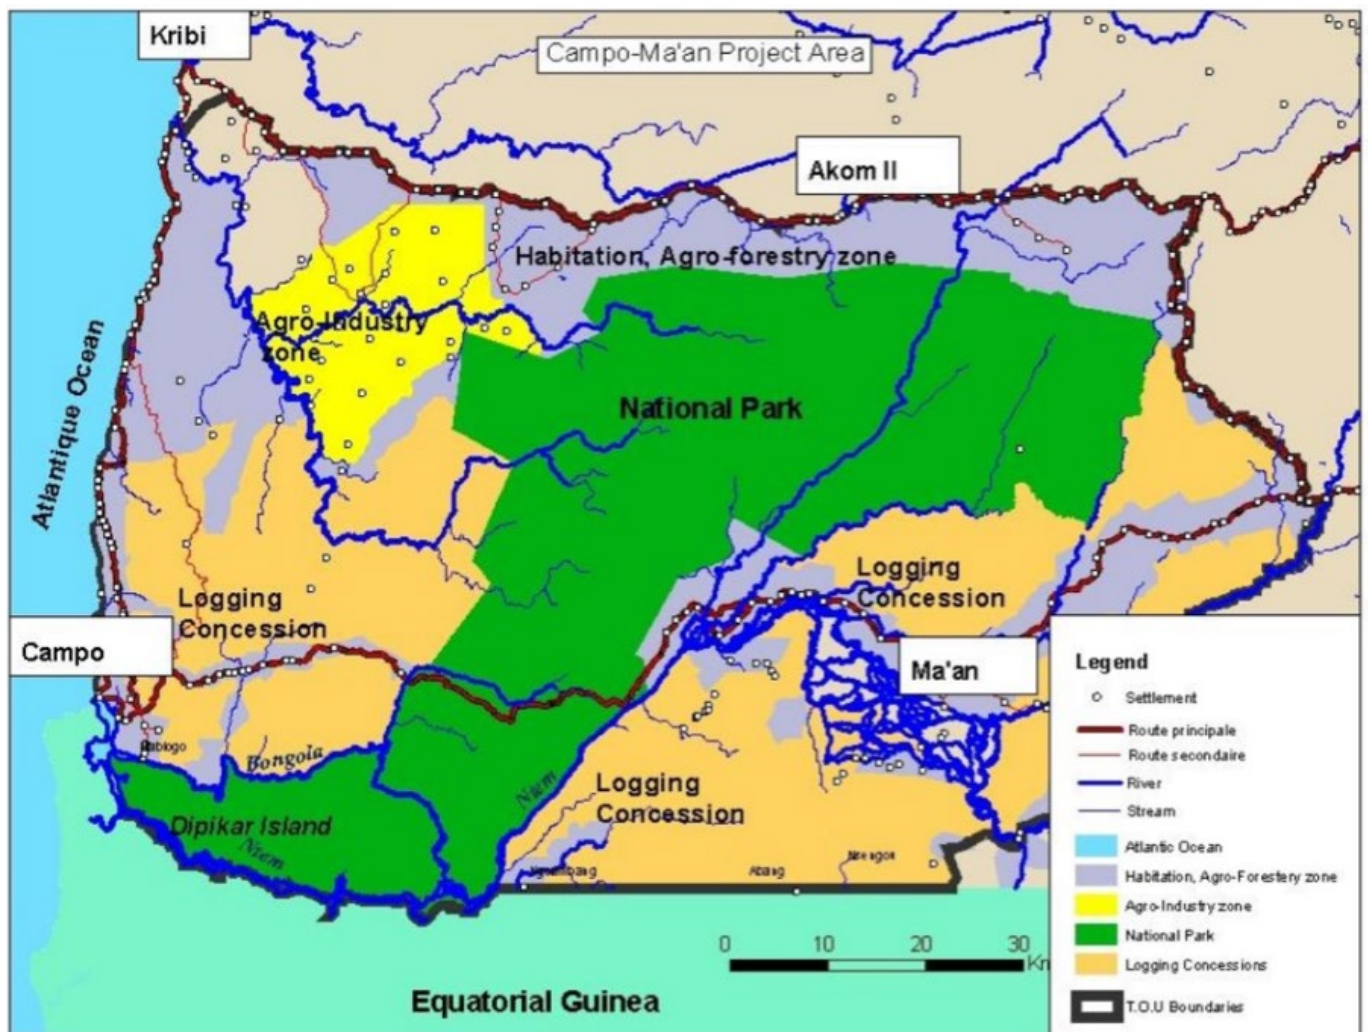 Kribi
Campo-Ma'an Project Area
Akom II
Habitation, Agro-forestry zone
Agro-Industry
zone
Atlantique Ocean
National Park
Logging
Concession
Logging
Concession
Campo
Ma'an
Bongola
Niem
Logging
Concession
Dipikar Island
Niem
Abang
Nsengon
0 10 20 30
Km
Equatorial Guinea
Legend
Settlement
Route principale
Route secondaire
River
Stream
Atlantic Ocean
Habitation, Agro-Forestery zone
Agro-Industry zone
National Park
Logging Concessions
T.O.U Boundaries